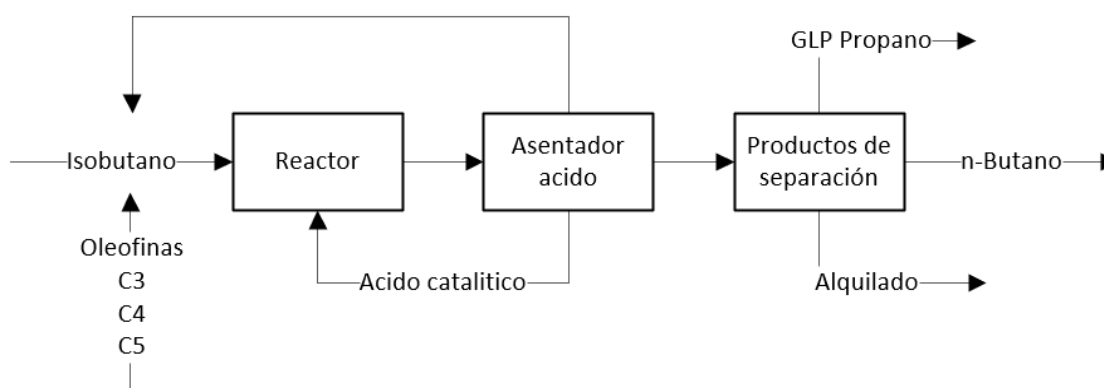 GLP Propano
Isobutano
Reactor
Asentador
acido
Productos de
separación
n-Butano
Oleofinas
C3
C4
C5
Acido catalitico
Alquilado